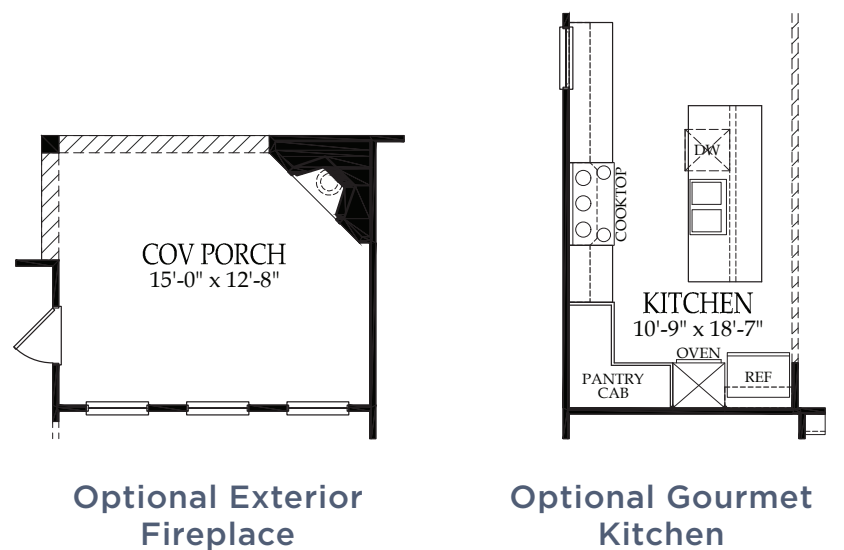 COV PORCH
15'-0" x 12'-8"
Optional Exterior
Fireplace
DW
COOKTOP
KITCHEN
10'-9" x 18'-7"
OVEN
PANTRY
CAB
REF
Optional Gourmet
Kitchen